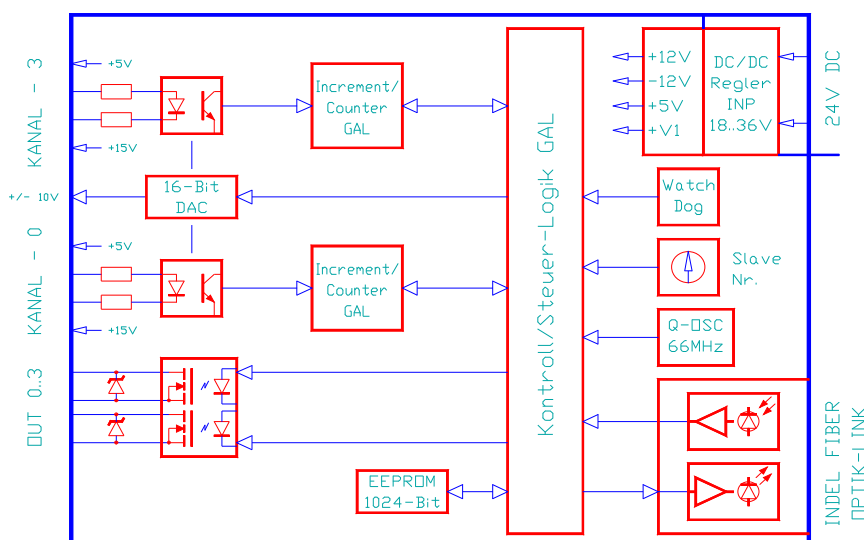 KANAL - 3
+5V
+15V
Increment/
Counter
GAL
+/- 10V
16-Bit
DAC
KANAL - 0
+5V
+15V
Increment/
Counter
GAL
OUT 0..3
EEPROM
1024-Bit
Kontroll/Steuer-Logik GAL
+12V
-12V
+5V
+V1
DC/DC
Regler
INP
18..36V
24V DC
Watch
Dog
Slave
Nr.
Q-OSC
66MHz
INDEL FIBER
OPTIK-LINK